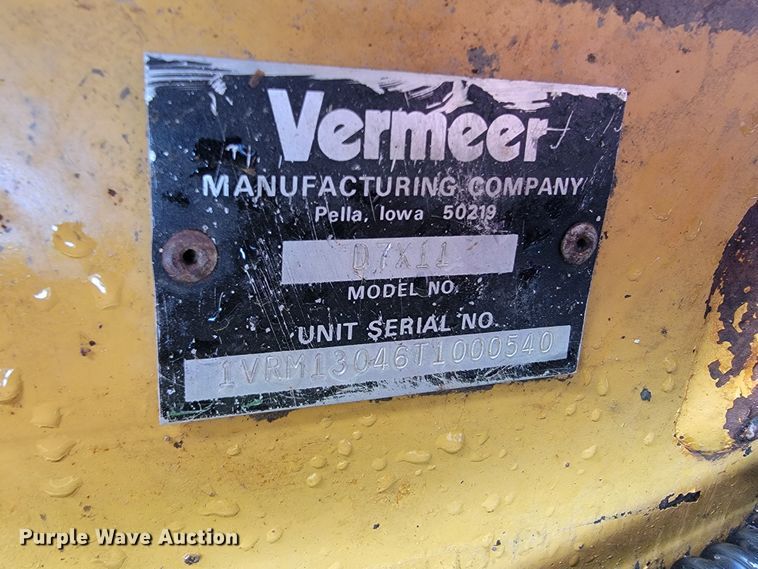 Vermeer
MANUFACTURING COMPANY
Pella, Iowa 50219
D7X11
MODEL NO.
UNIT SERIAL NO.
1VRM13046T1000540
Purple Wave Auction